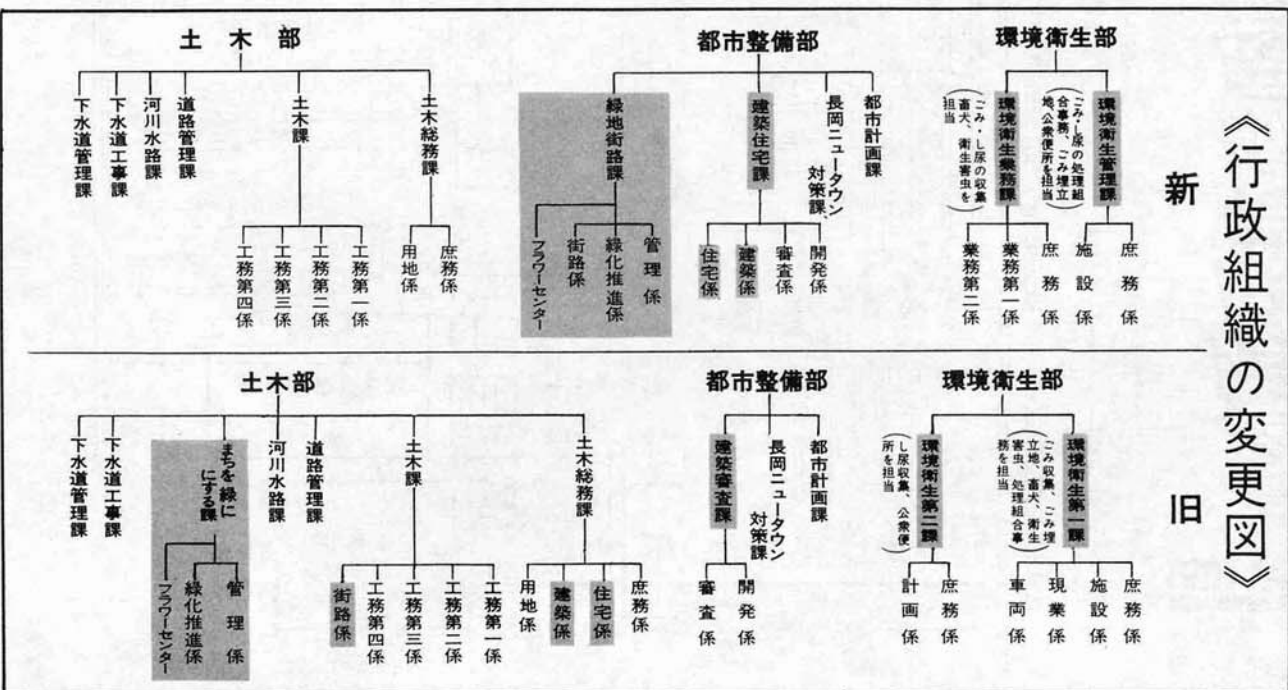 《行政組織の変更図》
新
環境衛生部
環境衛生管理課
（ごみ・し尿の処理組
合事務、ごみ埋立
地、公衆便所を担当）
庶務係
施設係
環境衛生業務課
（ごみ・し尿の収集
畜犬、衛生害虫を
担当）
庶務係
業務第一係
業務第二係
都市整備部
都市計画課
長岡ニュータウン
対策課、
建築住宅課
開発係
審査係
建築係
住宅係
緑地街路課
管理係
緑化推進係
街路係
フラワーセンター
土木部
土木総務課
庶務係
用地係
土木課
工務第一係
工務第二係
工務第三係
工務第四係
道路管理課
河川水路課
下水道工事課
下水道管理課
旧
環境衛生部
環境衛生第一課
（ごみ収集、ごみ埋
立地、畜犬、衛生
害虫、処理組合事
務を担当）
庶務係
施設係
現業係
車両係
環境衛生第二課
（し尿収集、公衆便
所を担当）
庶務係
計画係
都市整備部
都市計画課
長岡ニュータウン
対策課
建築審査課
開発係
審査係
土木部
土木総務課
庶務係
住宅係
建築係
用地係
土木課
工務第一係
工務第二係
工務第三係
工務第四係
街路係
道路管理課
河川水路課
まちを緑に
にする課
管理係
緑化推進係
フラワーセンター
下水道工事課
下水道管理課